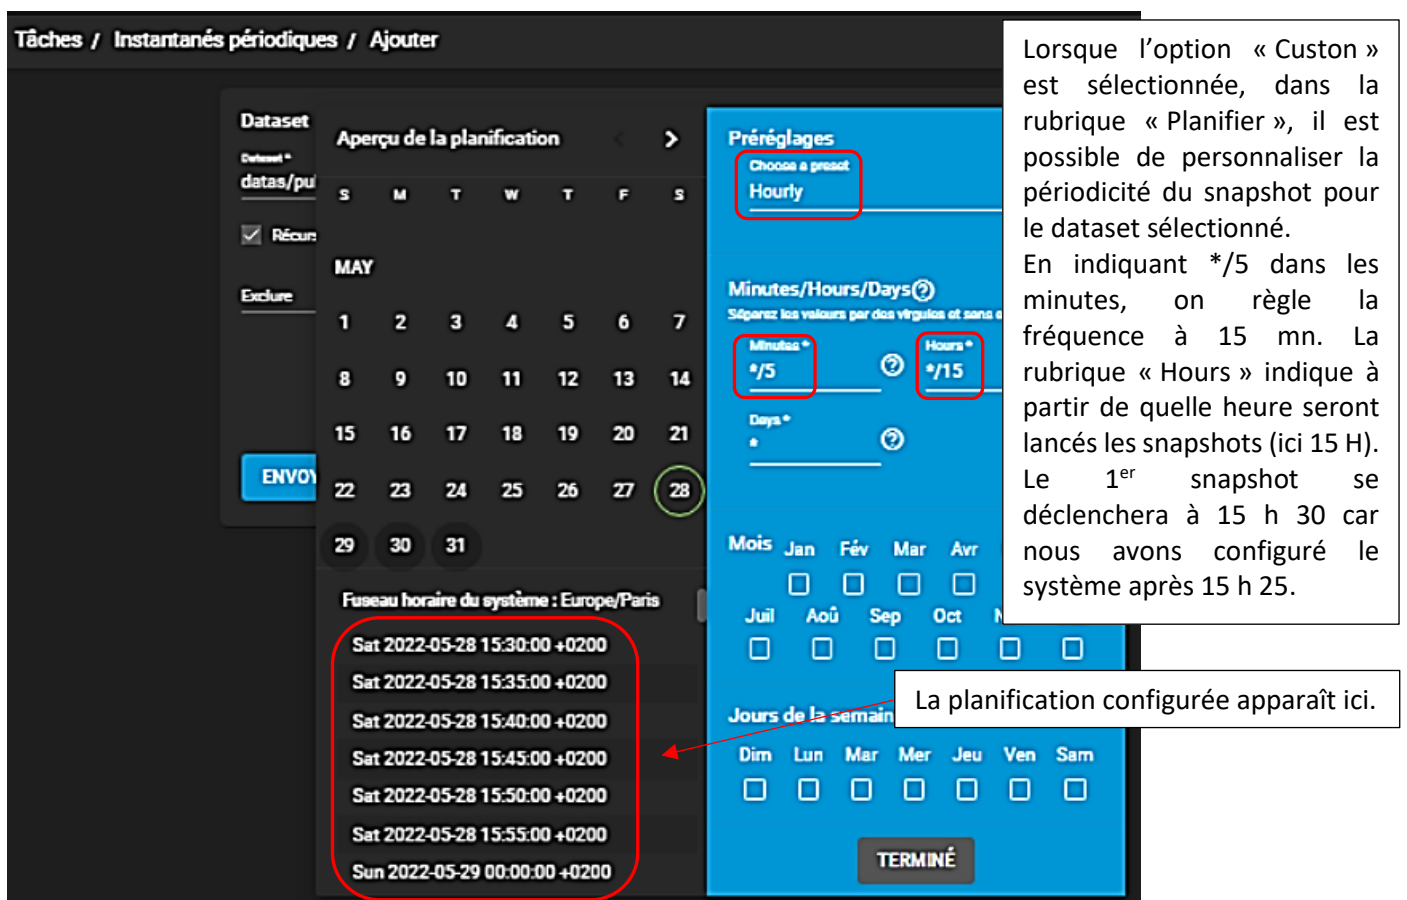 Tâches / Instantanés périodiques / Ajouter
Dataset
Dataset *
datas/pu
Récurs
Exclure
ENVOY
Aperçu de la planification
S M T W T F S
MAY
1 2 3 4 5 6 7
8 9 10 11 12 13 14
15 16 17 18 19 20 21
22 23 24 25 26 27 28
29 30 31
Fuseau horaire du système : Europe/Paris
Sat 2022-05-28 15:30:00 +0200
Sat 2022-05-28 15:35:00 +0200
Sat 2022-05-28 15:40:00 +0200
Sat 2022-05-28 15:45:00 +0200
Sat 2022-05-28 15:50:00 +0200
Sat 2022-05-28 15:55:00 +0200
Sun 2022-05-29 00:00:00 +0200
Préréglages
Choose a preset
Hourly
Minutes/Hours/Days
Séparez les valeurs par des virgules et sans
Minutes * Hours *
*/5 */15
Days *
*
Mois Jan Fév Mar Avr
Juil Aoû Sep Oct
Jours de la semain
Dim Lun Mar Mer Jeu Ven Sam
TERMINÉ
Lorsque l'option « Custon »
est sélectionnée, dans la
rubrique « Planifier », il est
possible de personnaliser la
périodicité du snapshot pour
le dataset sélectionné.
En indiquant */5 dans les
minutes, on règle la
fréquence à 15 mn. La
rubrique « Hours » indique à
partir de quelle heure seront
lancés les snapshots (ici 15 H).
Le 1er snapshot se
déclenchera à 15 h 30 car
nous avons configuré le
système après 15 h 25.
La planification configurée apparaît ici.